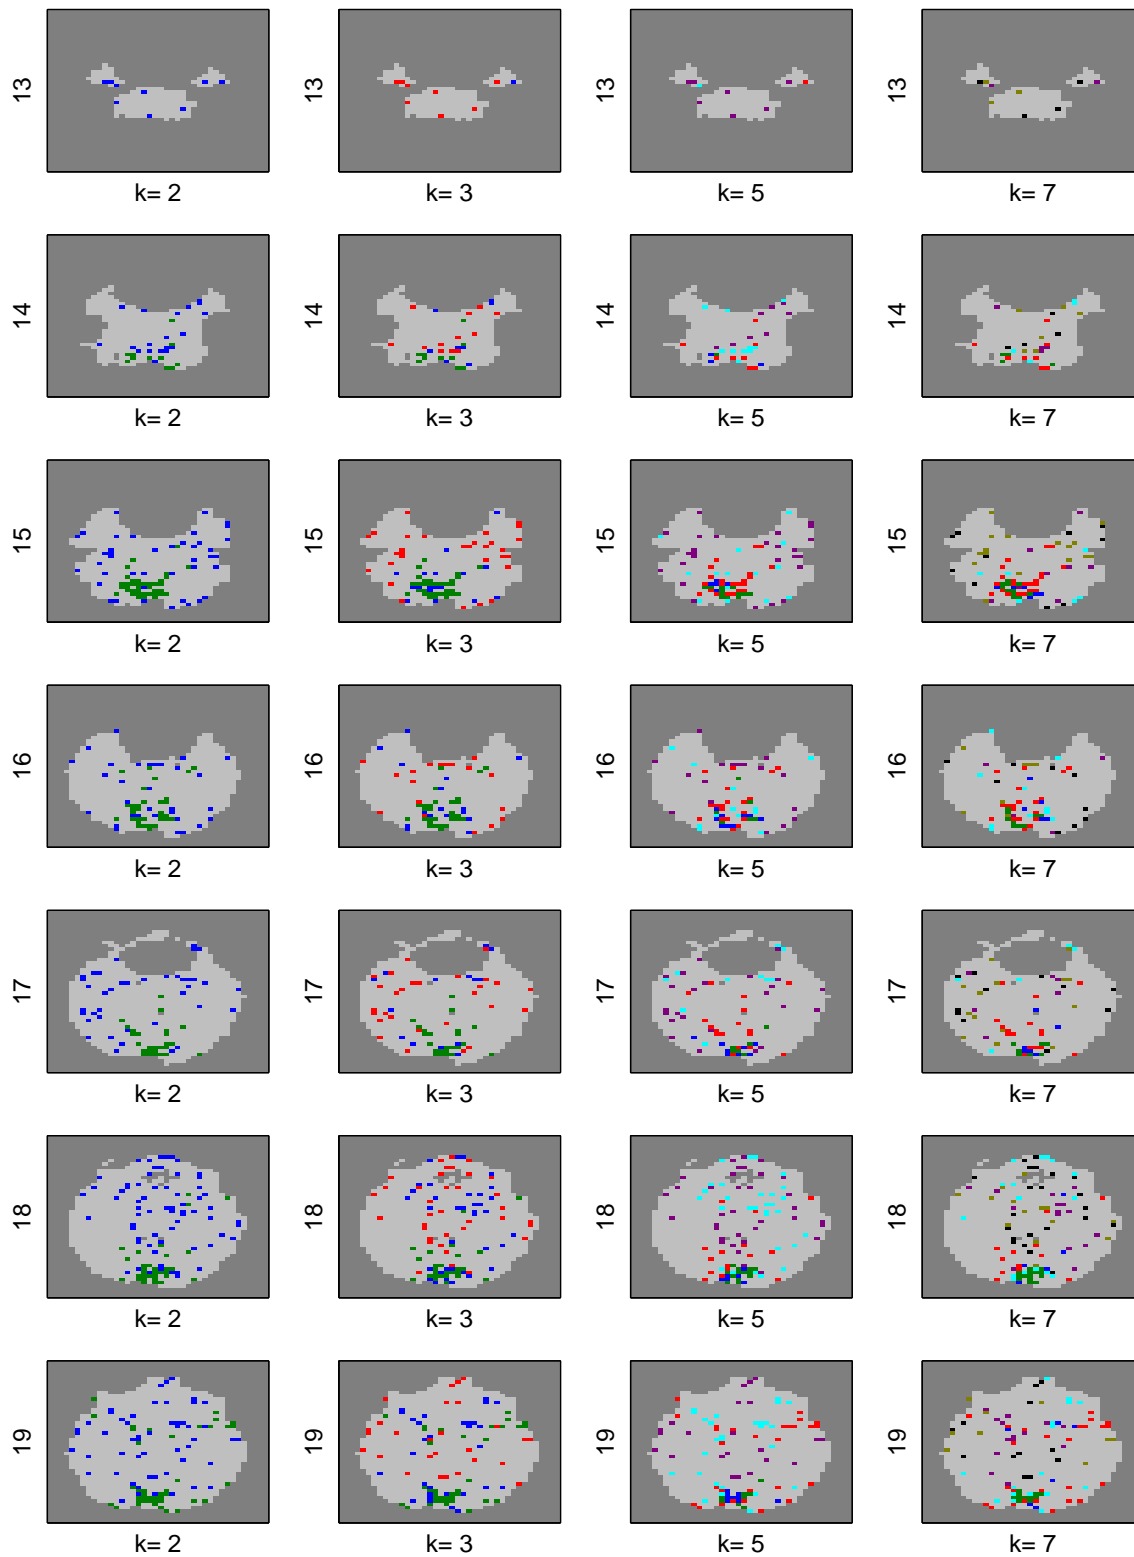 13 13 13 13
k= 2 k= 3 k= 5 k= 7
14 14 14 14
k= 2 k= 3 k= 5 k= 7
15 15 15 15
k= 2 k= 3 k= 5 k= 7
16 16 16 16
k= 2 k= 3 k= 5 k= 7
17 17 17 17
k= 2 k= 3 k= 5 k= 7
18 18 18 18
k= 2 k= 3 k= 5 k= 7
19 19 19 19
k= 2 k= 3 k= 5 k= 7